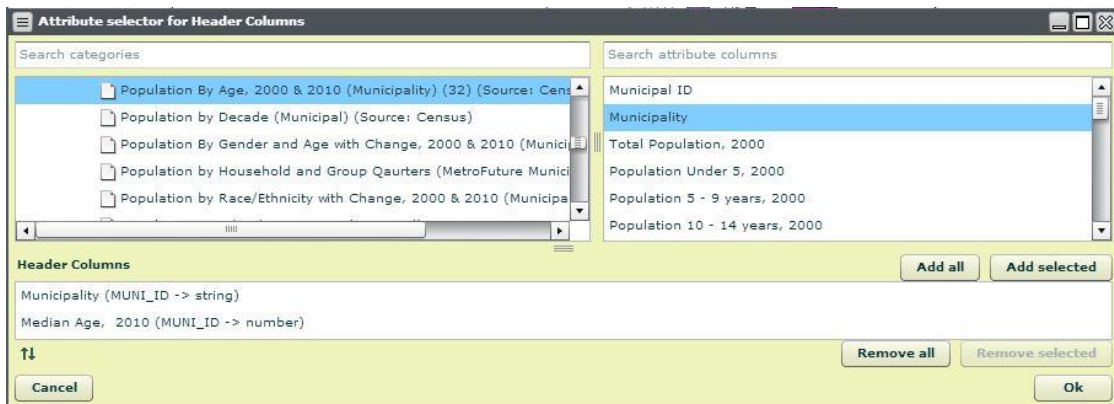 Attribute selector for Header Columns
Search categories
Search attribute columns
Population By Age, 2000 & 2010 (Municipality) (32) (Source: Cens
Population by Decade (Municipal) (Source: Census)
Population By Gender and Age with Change, 2000 & 2010 (Munici
Population by Household and Group Qaurters (MetroFuture Munici
Population by Race/Ethnicity with Change, 2000 & 2010 (Municipa
Municipal ID
Municipality
Total Population, 2000
Population Under 5, 2000
Population 5 - 9 years, 2000
Population 10 - 14 years, 2000
Header Columns
Add all
Add selected
Municipality (MUNI_ID -> string)
Median Age, 2010 (MUNI_ID -> number)
Remove all
Remove selected
Cancel
Ok